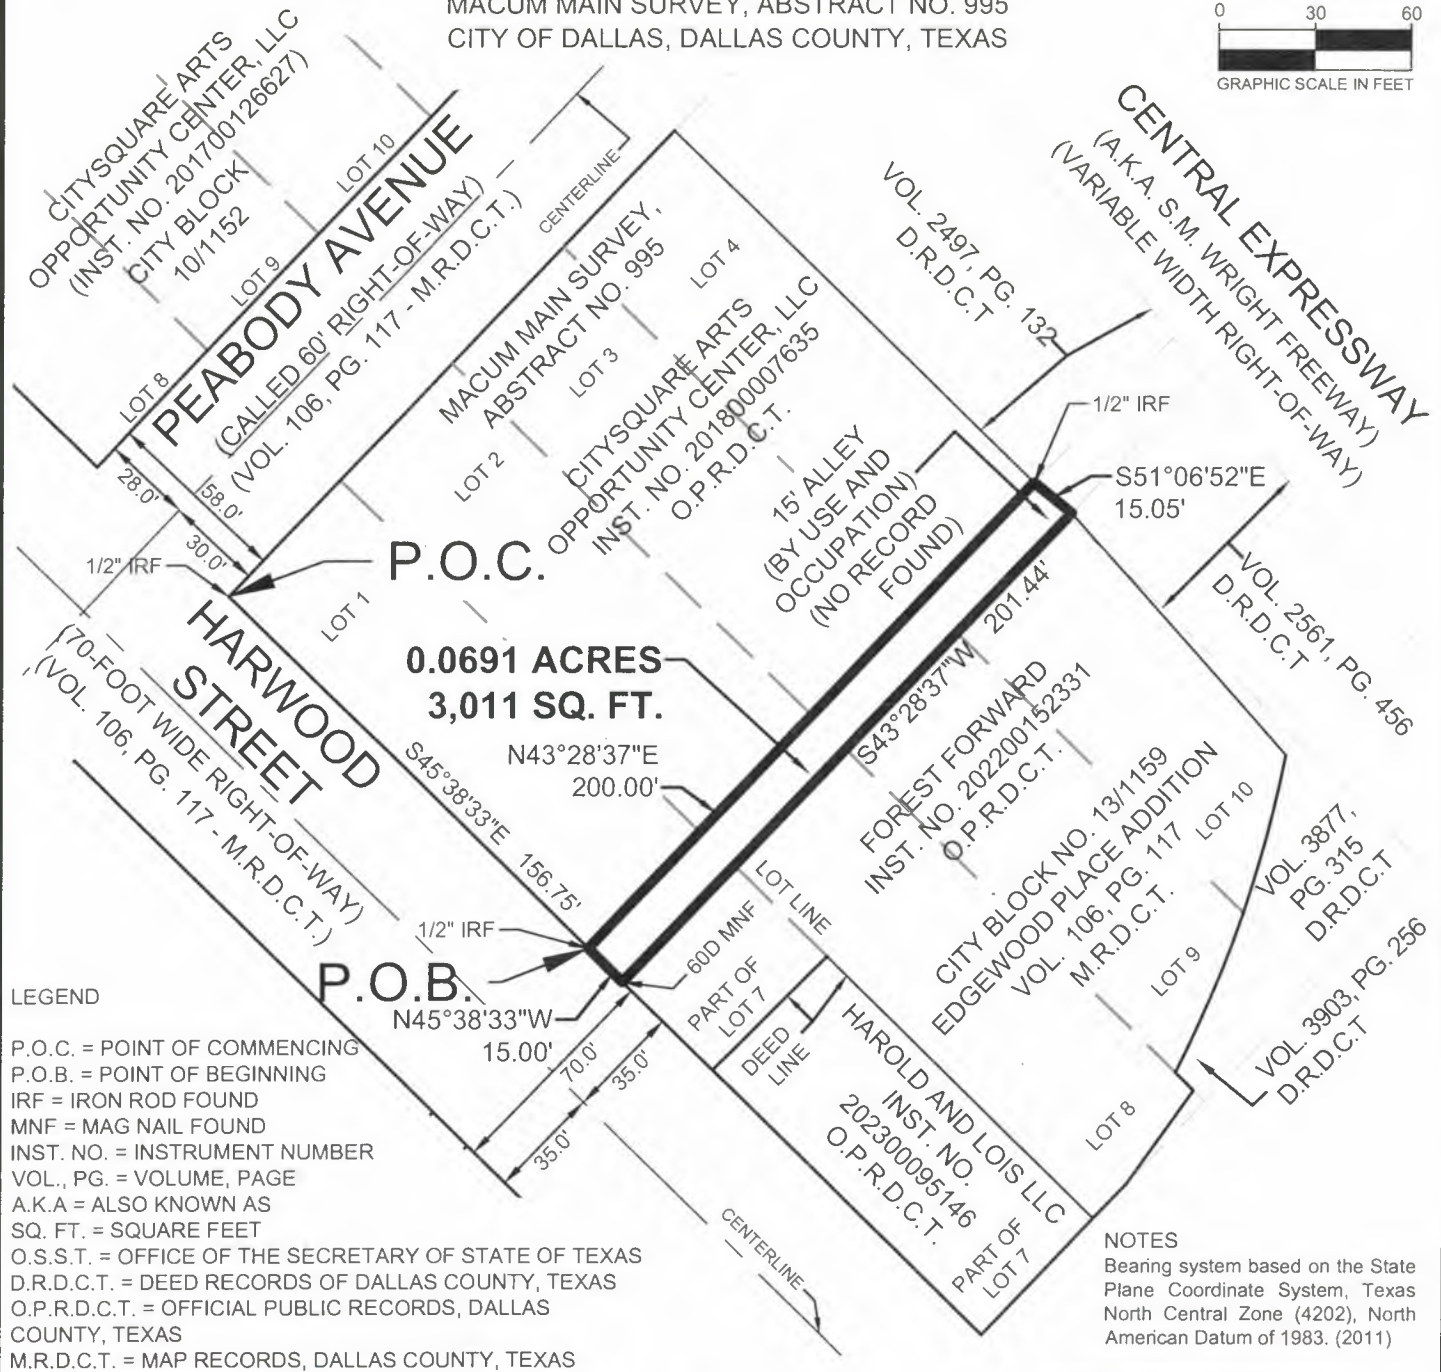 MACUM MAIN SURVEY, ABSTRACT NO. 995
CITY OF DALLAS, DALLAS COUNTY, TEXAS
0 30 60
GRAPHIC SCALE IN FEET
CITYSQUARE ARTS
OPPORTUNITY CENTER, LLC
(INST. NO. 201700126627)
CITY BLOCK
10/1152
LOT 10
LOT 9
LOT 8
PEABODY AVENUE
(CALLED 60' RIGHT-OF-WAY)
(VOL. 106, PG. 117 - M.R.D.C.T.)
CENTERLINE
CENTRAL EXPRESSWAY
(A.K.A. S.M. WRIGHT FREEWAY)
(VARIABLE WIDTH RIGHT-OF-WAY)
VOL. 2497, PG. 132
D.R.D.C.T
MACUM MAIN SURVEY,
ABSTRACT NO. 995
LOT 4
LOT 3
LOT 2
LOT 1
CITYSQUARE ARTS
OPPORTUNITY CENTER, LLC
INST. NO. 201800007635
O.P.R.D.C.T.
15' ALLEY
(BY USE AND
OCCUPATION)
(NO RECORD
FOUND)
1/2" IRF
S51°06'52"E
15.05'
VOL. 2561, PG. 456
D.R.D.C.T
28.0'
58.0'
30.0'
1/2" IRF
P.O.C.
HARWOOD
STREET
(70-FOOT WIDE RIGHT-OF-WAY)
(VOL. 106, PG. 117 - M.R.D.C.T.)
0.0691 ACRES
3,011 SQ. FT.
N43°28'37"E
200.00'
S43°28'37"W 201.44'
S45°38'33"E 156.75'
FOREST FORWARD
INST. NO. 202200152331
O.P.R.D.C.T.
CITY BLOCK NO. 13/1159
EDGEWOOD PLACE ADDITION
VOL. 106, PG. 117
M.R.D.C.T.
LOT 10
LOT 9
LOT 8
VOL. 3877,
PG. 315
D.R.D.C.T
VOL. 3903, PG. 256
D.R.D.C.T
1/2" IRF
P.O.B.
N45°38'33"W
15.00'
60D MNF
LOT LINE
PART OF
LOT 7
DEED
LINE
HAROLD AND LOIS LLC
INST. NO.
202300095146
O.P.R.D.C.T.
PART OF
LOT 7
70.0'
35.0'
35.0'
CENTERLINE
LEGEND
P.O.C. = POINT OF COMMENCING
P.O.B. = POINT OF BEGINNING
IRF = IRON ROD FOUND
MNF = MAG NAIL FOUND
INST. NO. = INSTRUMENT NUMBER
VOL., PG. = VOLUME, PAGE
A.K.A = ALSO KNOWN AS
SQ. FT. = SQUARE FEET
O.S.S.T. = OFFICE OF THE SECRETARY OF STATE OF TEXAS
D.R.D.C.T. = DEED RECORDS OF DALLAS COUNTY, TEXAS
O.P.R.D.C.T. = OFFICIAL PUBLIC RECORDS, DALLAS
COUNTY, TEXAS
M.R.D.C.T. = MAP RECORDS, DALLAS COUNTY, TEXAS
NOTES
Bearing system based on the State
Plane Coordinate System, Texas
North Central Zone (4202), North
American Datum of 1983. (2011)